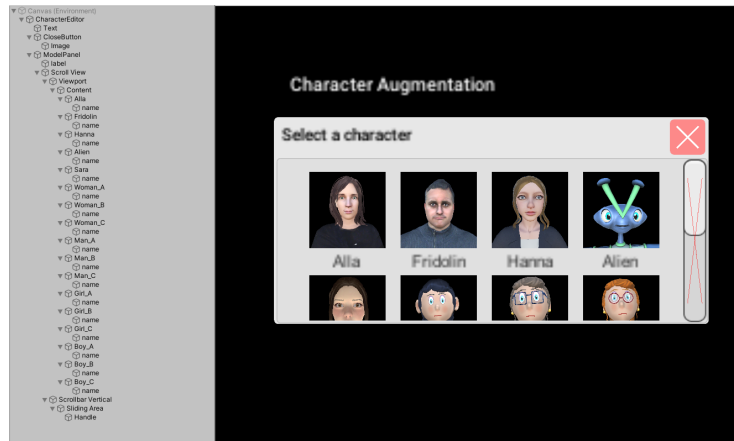 Canvas (Environment)
CharacterEditor
Text
CloseButton
Image
ModelPanel
label
Scroll View
Viewport
Content
Alla
name
Fridolin
name
Hanna
name
Alien
name
Sara
name
Woman_A
name
Woman_B
name
Woman_C
name
Man_A
name
Man_B
name
Man_C
name
Girl_A
name
Girl_B
name
Girl_C
name
Boy_A
name
Boy_B
name
Boy_C
name
Scrollbar Vertical
Sliding Area
Handle
Character Augmentation
Select a character
Alla Fridolin Hanna Alien